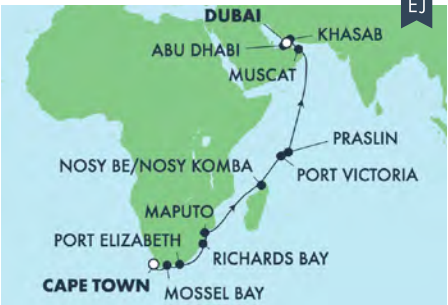 EJ
DUBAI
KHASAB
ABU DHABI
MUSCAT
PRASLIN
NOSY BE/NOSY KOMBA
PORT VICTORIA
MAPUTO
PORT ELIZABETH
RICHARDS BAY
CAPE TOWN
MOSSEL BAY